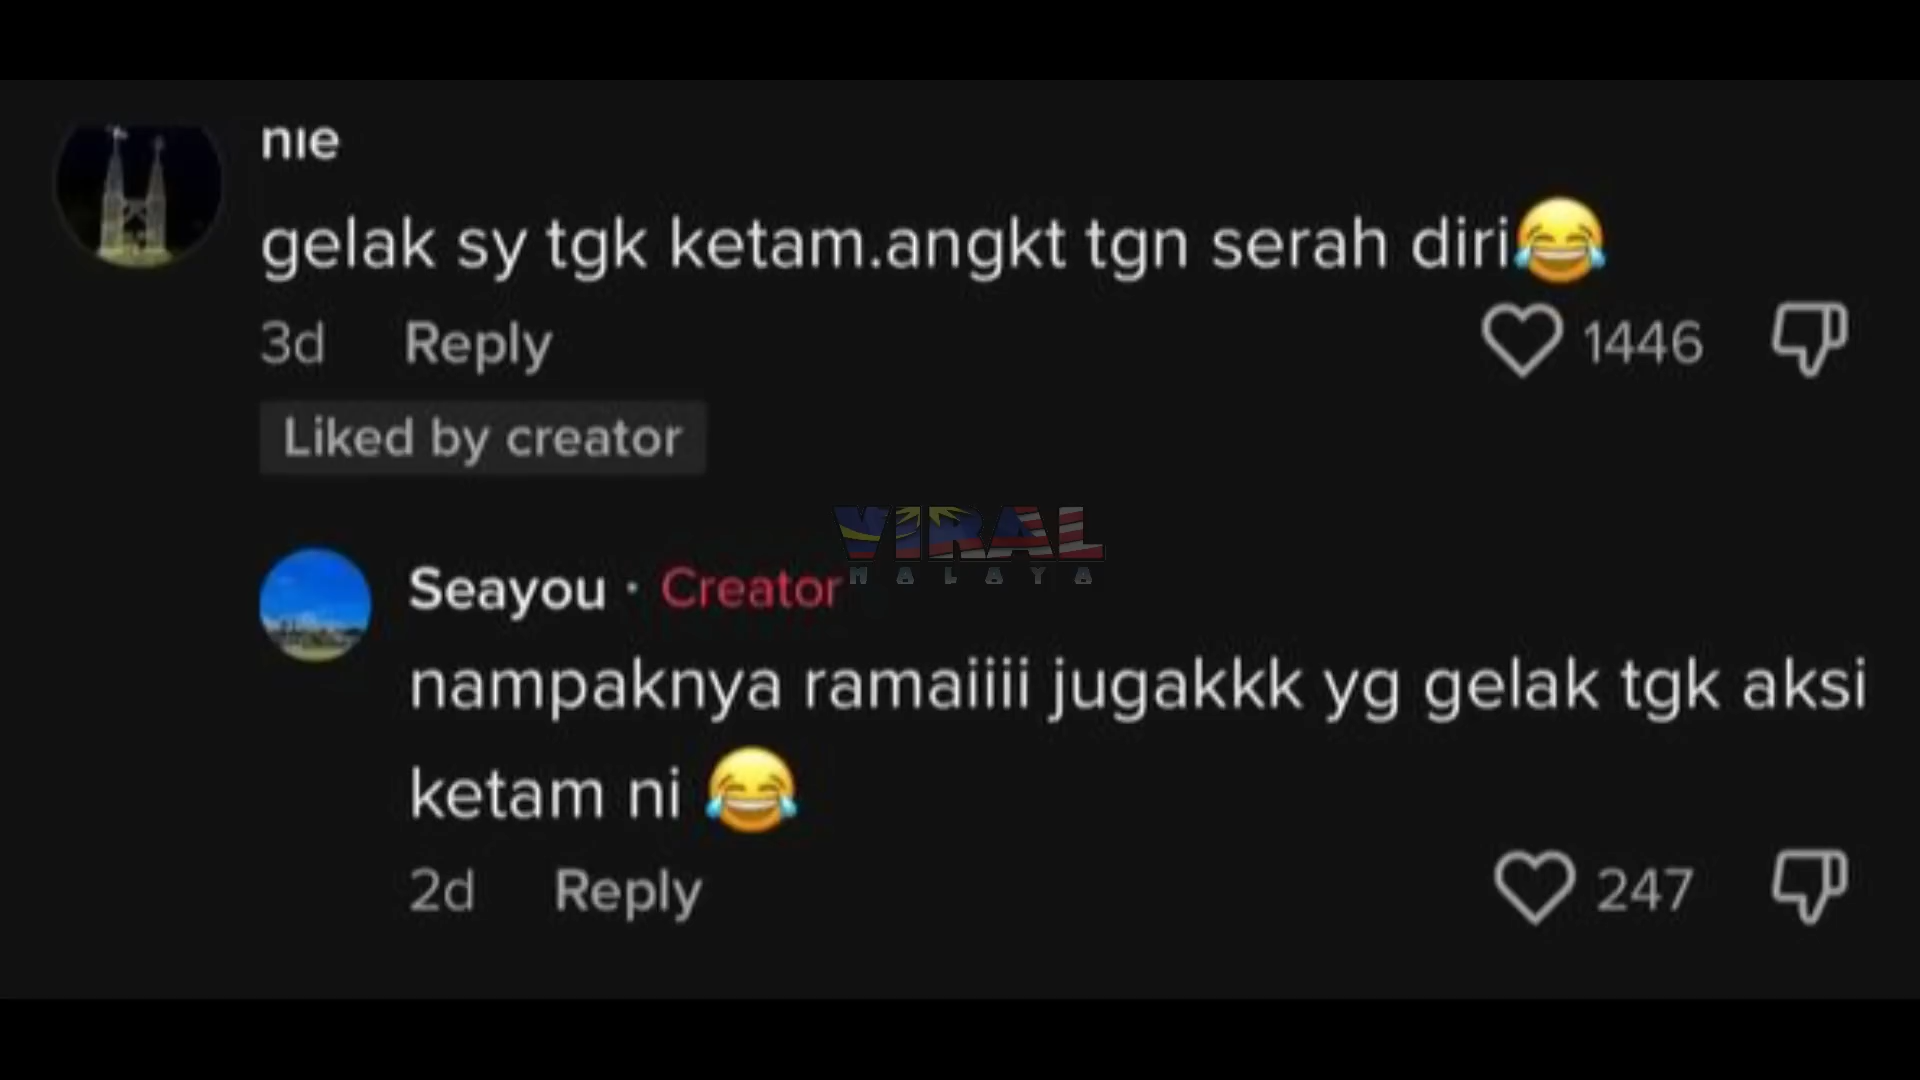 nie
gelak sy tgk ketam.angkt tgn serah diri😂
3d Reply 1446
Liked by creator
VIRAL
MALAYA
Seayou · Creator
nampaknya ramaiiii jugakkk yg gelak tgk aksi
ketam ni 😂
2d Reply 247